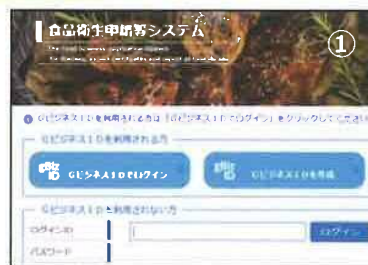 食品衛生申請等システム
①
GビジネスIDを利用される方は「GビジネスIDでログイン」をクリックしてください
GビジネスIDを利用される方
GビジネスIDでログイン
GビジネスIDを作成
GビジネスIDを利用されない方
ログインID
ログイン
パスワード